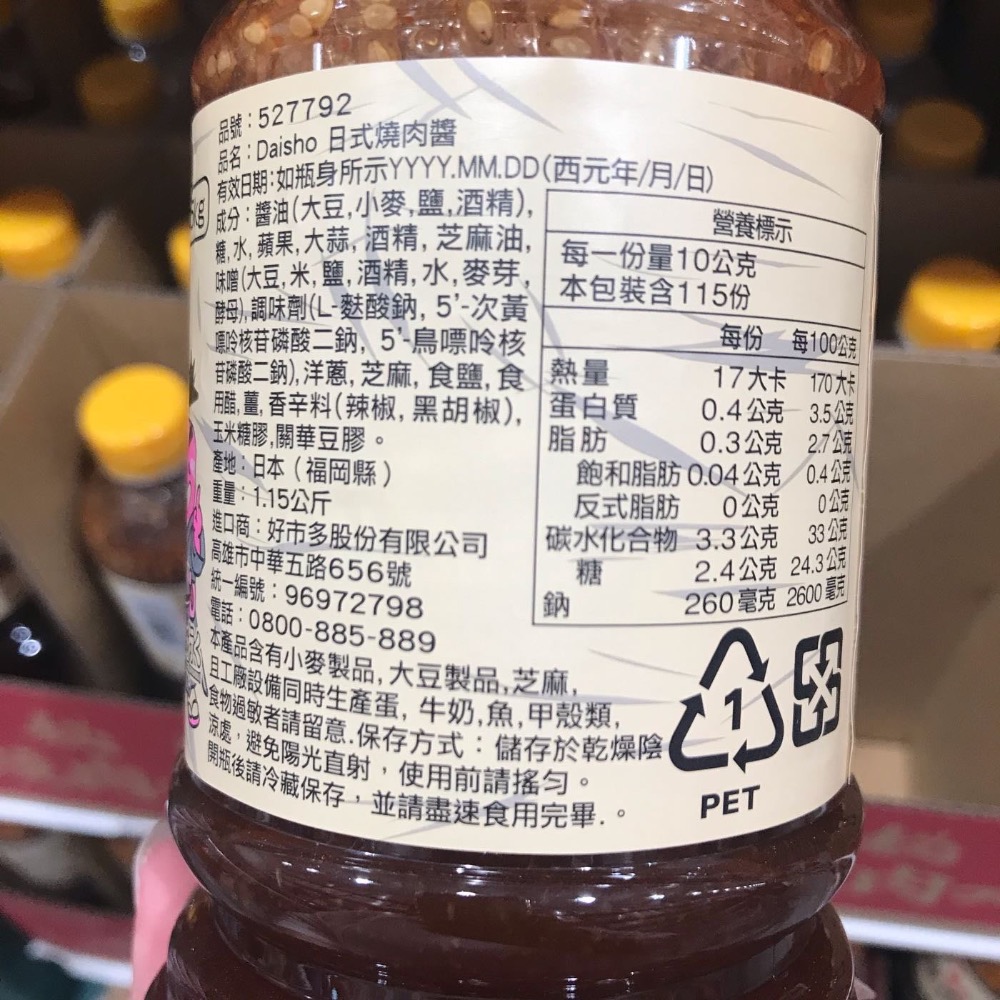 品號：527792
品名：Daisho 日式燒肉醬
有效日期：如瓶身所示YYYY.MM.DD(西元年/月/日)
成分：醬油(大豆,小麥,鹽,酒精),
糖,水,蘋果,大蒜,酒精,芝麻油,
味噌(大豆,米,鹽,酒精,水,麥芽,
酵母),調味劑(L-麩酸鈉, 5'-次黃
嘌呤核苷磷酸二鈉, 5'-鳥嘌呤核
苷磷酸二鈉),洋蔥,芝麻,食鹽,食
用醋,薑,香辛料(辣椒,黑胡椒),
玉米糖膠,關華豆膠。
產地：日本（福岡縣）
重量：1.15公斤
進口商：好市多股份有限公司
高雄市中華五路656號
統一編號：96972798
電話：0800-885-889
本產品含有小麥製品,大豆製品,芝麻,
且工廠設備同時生產蛋,牛奶,魚,甲殼類,
食物過敏者請留意.保存方式：儲存於乾燥陰
涼處，避免陽光直射，使用前請搖勻。
開瓶後請冷藏保存，並請盡速食用完畢.。
營養標示
每一份量10公克
本包裝含115份
每份 每100公克
熱量 17大卡 170大卡
蛋白質 0.4公克 3.5公克
脂肪 0.3公克 2.7公克
飽和脂肪 0.04公克 0.4公克
反式脂肪 0公克 0公克
碳水化合物 3.3公克 33公克
糖 2.4公克 24.3公克
鈉 260毫克 2600毫克
1
PET